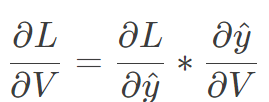 ∂L/∂V = ∂L/∂ŷ * ∂ŷ/∂V